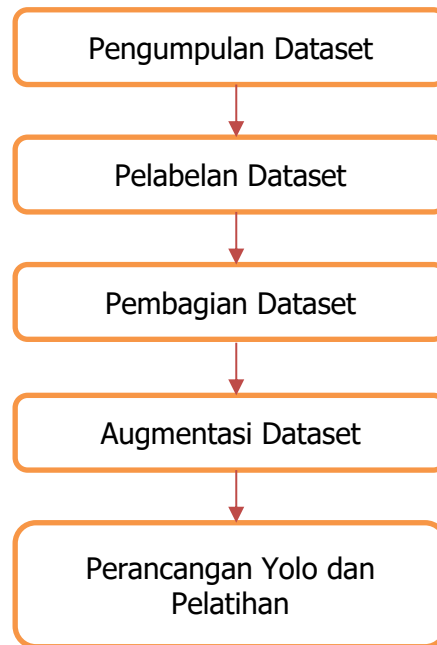 Pengumpulan Dataset
Pelabelan Dataset
Pembagian Dataset
Augmentasi Dataset
Perancangan Yolo dan
Pelatihan